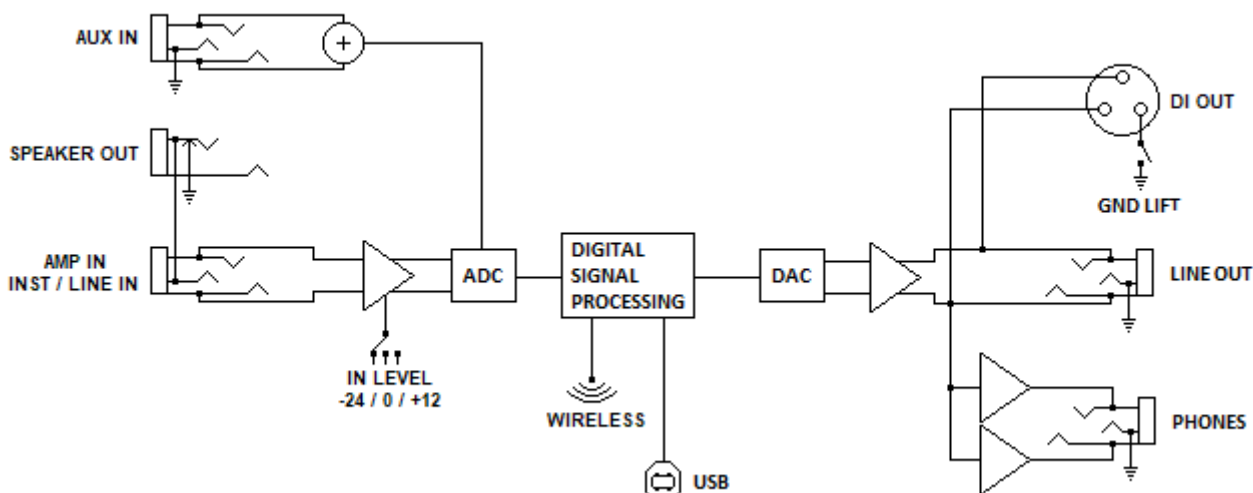 AUX IN
DI OUT
SPEAKER OUT
GND LIFT
AMP IN
INST / LINE IN
ADC
DIGITAL
SIGNAL
PROCESSING
DAC
LINE OUT
IN LEVEL
-24 / 0 / +12
WIRELESS
PHONES
USB